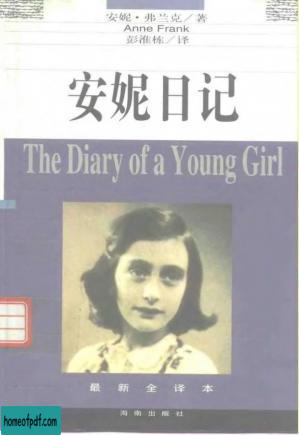 安妮·弗兰克/著
Anne Frank
彭淮栋/译
安妮日记
The Diary of a Young Girl
最新全译本
海南出版社
homeofpdf.com